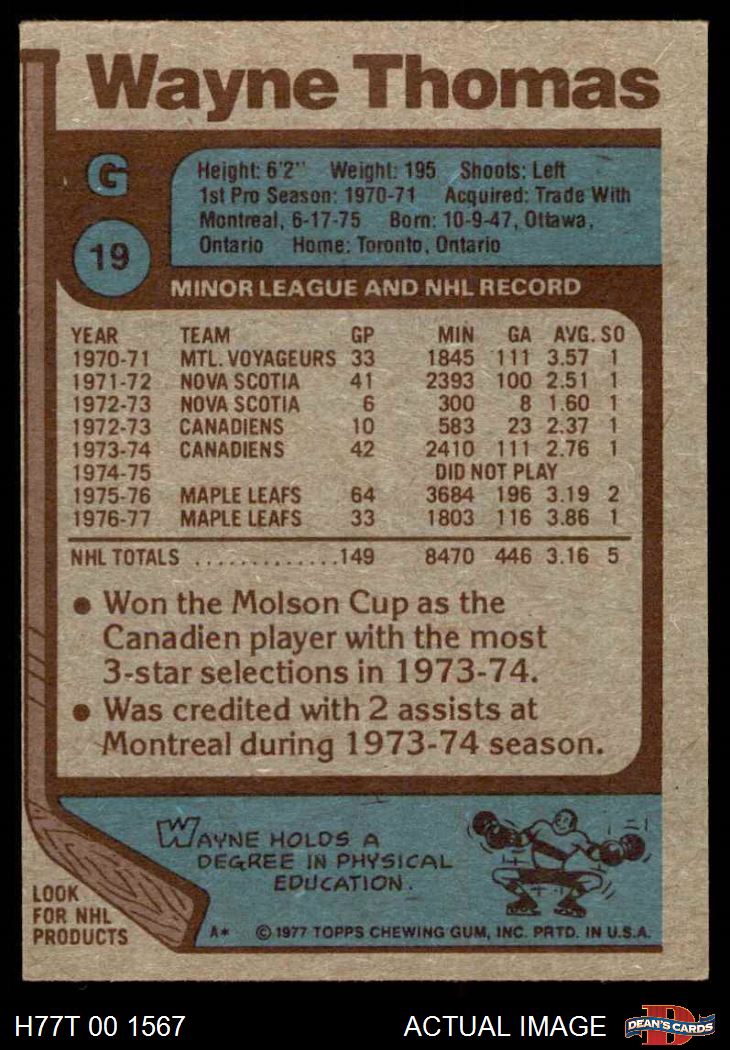 Wayne Thomas
G
19
Height: 6'2" Weight: 195 Shoots: Left
1st Pro Season: 1970-71 Acquired: Trade With
Montreal, 6-17-75 Born: 10-9-47, Ottawa,
Ontario Home: Toronto, Ontario
MINOR LEAGUE AND NHL RECORD
YEAR TEAM GP MIN GA AVG. SO
1970-71 MTL. VOYAGEURS 33 1845 111 3.57 1
1971-72 NOVA SCOTIA 41 2393 100 2.51 1
1972-73 NOVA SCOTIA 6 300 8 1.60 1
1972-73 CANADIENS 10 583 23 2.37 1
1973-74 CANADIENS 42 2410 111 2.76 1
1974-75 DID NOT PLAY
1975-76 MAPLE LEAFS 64 3684 196 3.19 2
1976-77 MAPLE LEAFS 33 1803 116 3.86 1
NHL TOTALS .............149 8470 446 3.16 5
• Won the Molson Cup as the
Canadien player with the most
3-star selections in 1973-74.
• Was credited with 2 assists at
Montreal during 1973-74 season.
WAYNE HOLDS A
DEGREE IN PHYSICAL
EDUCATION.
LOOK
FOR NHL
PRODUCTS
A* © 1977 TOPPS CHEWING GUM, INC. PRTD. IN U.S.A.
H77T 00 1567 ACTUAL IMAGE
D
DEAN'S CARDS